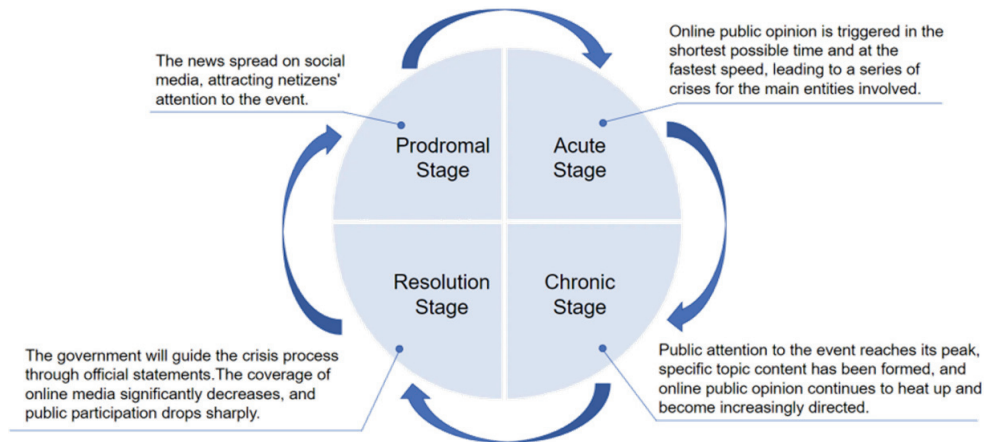 The news spread on social
media, attracting netizens'
attention to the event.
Online public opinion is triggered in the
shortest possible time and at the
fastest speed, leading to a series of
crises for the main entities involved.
Prodromal
Stage
Acute
Stage
Resolution
Stage
Chronic
Stage
The government will guide the crisis process
through official statements.The coverage of
online media significantly decreases, and
public participation drops sharply.
Public attention to the event reaches its peak,
specific topic content has been formed, and
online public opinion continues to heat up and
become increasingly directed.